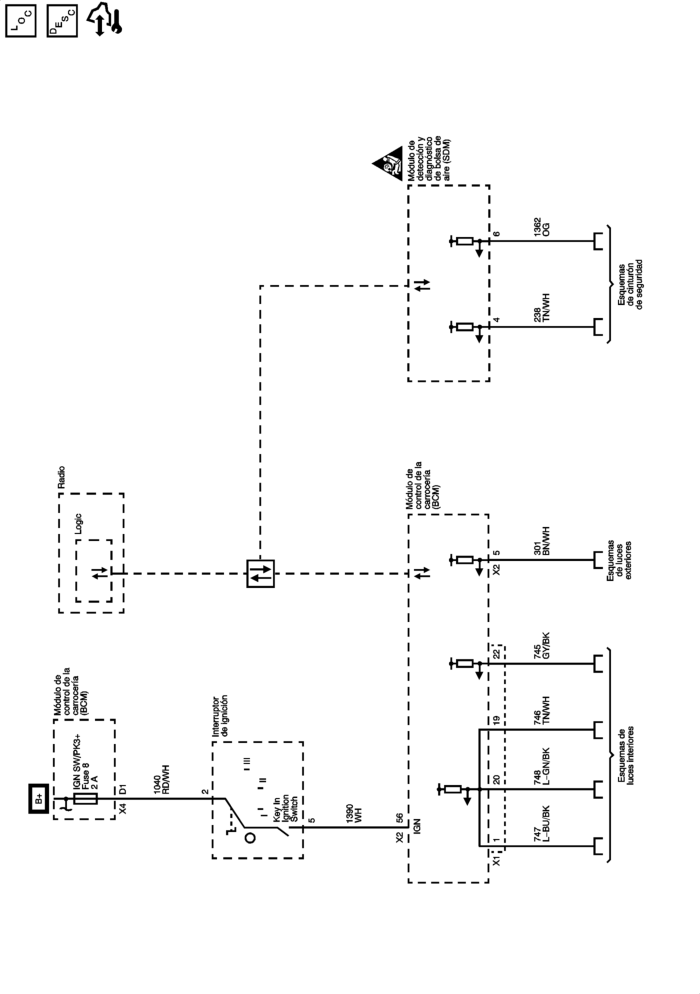 LOC
DESC
Módulo de
detección y
diagnóstico
de bolsa de
aire (SDM)
6
1362
OG
4
238
TN/WH
Esquemas
de cinturón
de seguridad
Radio
Logic
Módulo de
control de la
carrocería
(BCM)
5
X2
301
BN/WH
Esquemas
de luces
exteriores
22
745
GY/BK
19
746
TN/WH
20
748
L-GN/BK
1
X1
747
L-BU/BK
Esquemas de
luces interiores
Módulo de
control de la
carrocería
(BCM)
B+
IGN SW/PK3+
Fuse 8
2 A
D1
X4
1040
RD/WH
Interruptor
de ignición
2
III
II
I
Key In
Ignition
Switch
5
1390
WH
56
X2
IGN